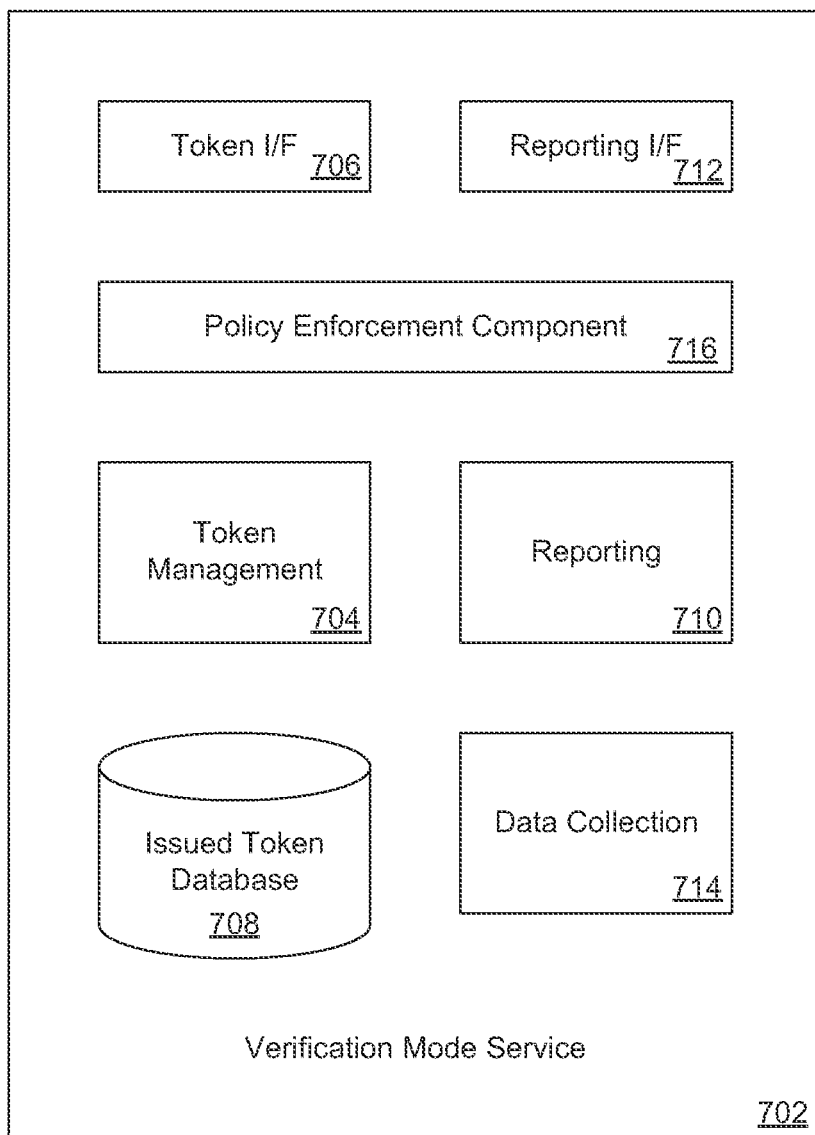 Token I/F
706
Reporting I/F
712
Policy Enforcement Component
716
Token
Management
704
Reporting
710
Issued Token
Database
708
Data Collection
714
Verification Mode Service
702